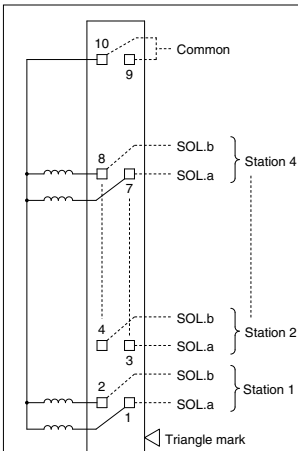 10
Common
9
8
SOL.b
SOL.a
Station 4
7
4
SOL.b
SOL.a
Station 2
3
2
SOL.b
SOL.a
Station 1
1
Triangle mark